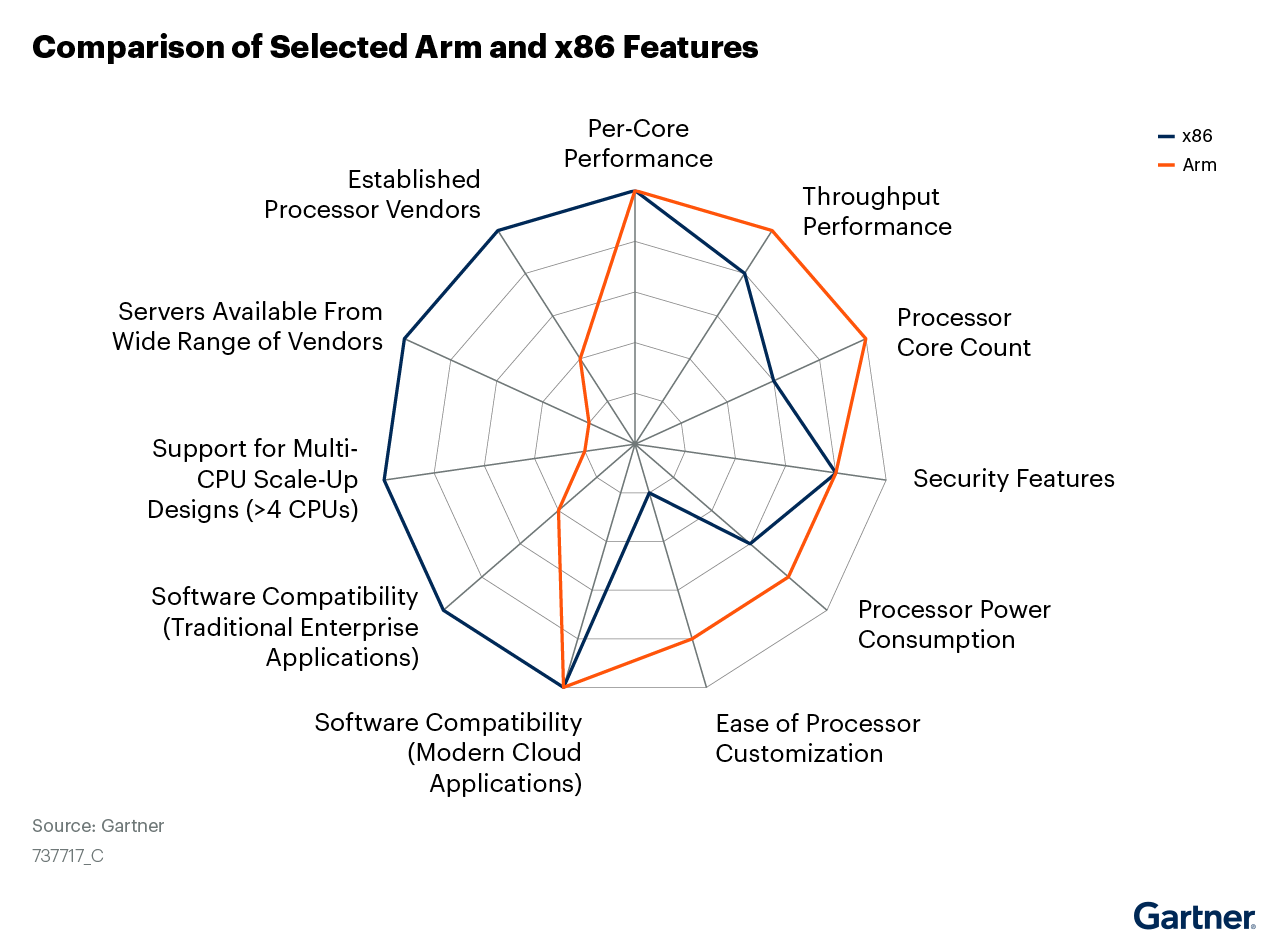 Comparison of Selected Arm and x86 Features
x86
Arm
Per-Core
Performance
Throughput
Performance
Processor
Core Count
Security Features
Processor Power
Consumption
Ease of Processor
Customization
Software Compatibility
(Modern Cloud
Applications)
Software Compatibility
(Traditional Enterprise
Applications)
Support for Multi-
CPU Scale-Up
Designs (>4 CPUs)
Servers Available From
Wide Range of Vendors
Established
Processor Vendors
Source: Gartner
737717_C
Gartner®